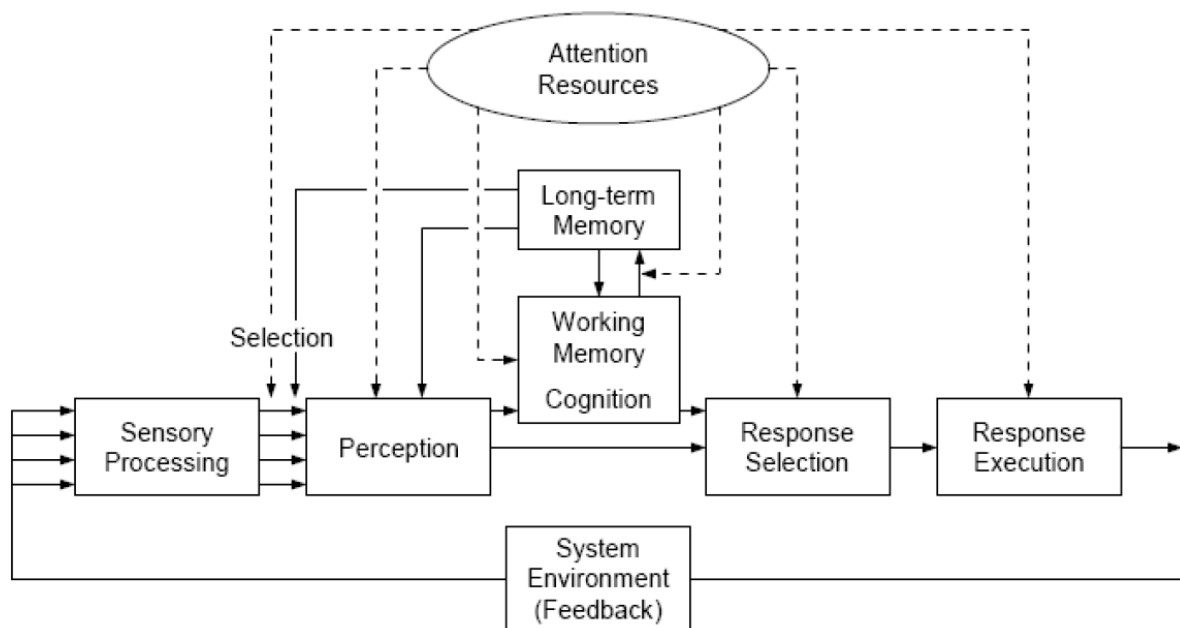 Attention
Resources
Long-term
Memory
Working
Memory
Cognition
Selection
Sensory
Processing
Perception
Response
Selection
Response
Execution
System
Environment
(Feedback)